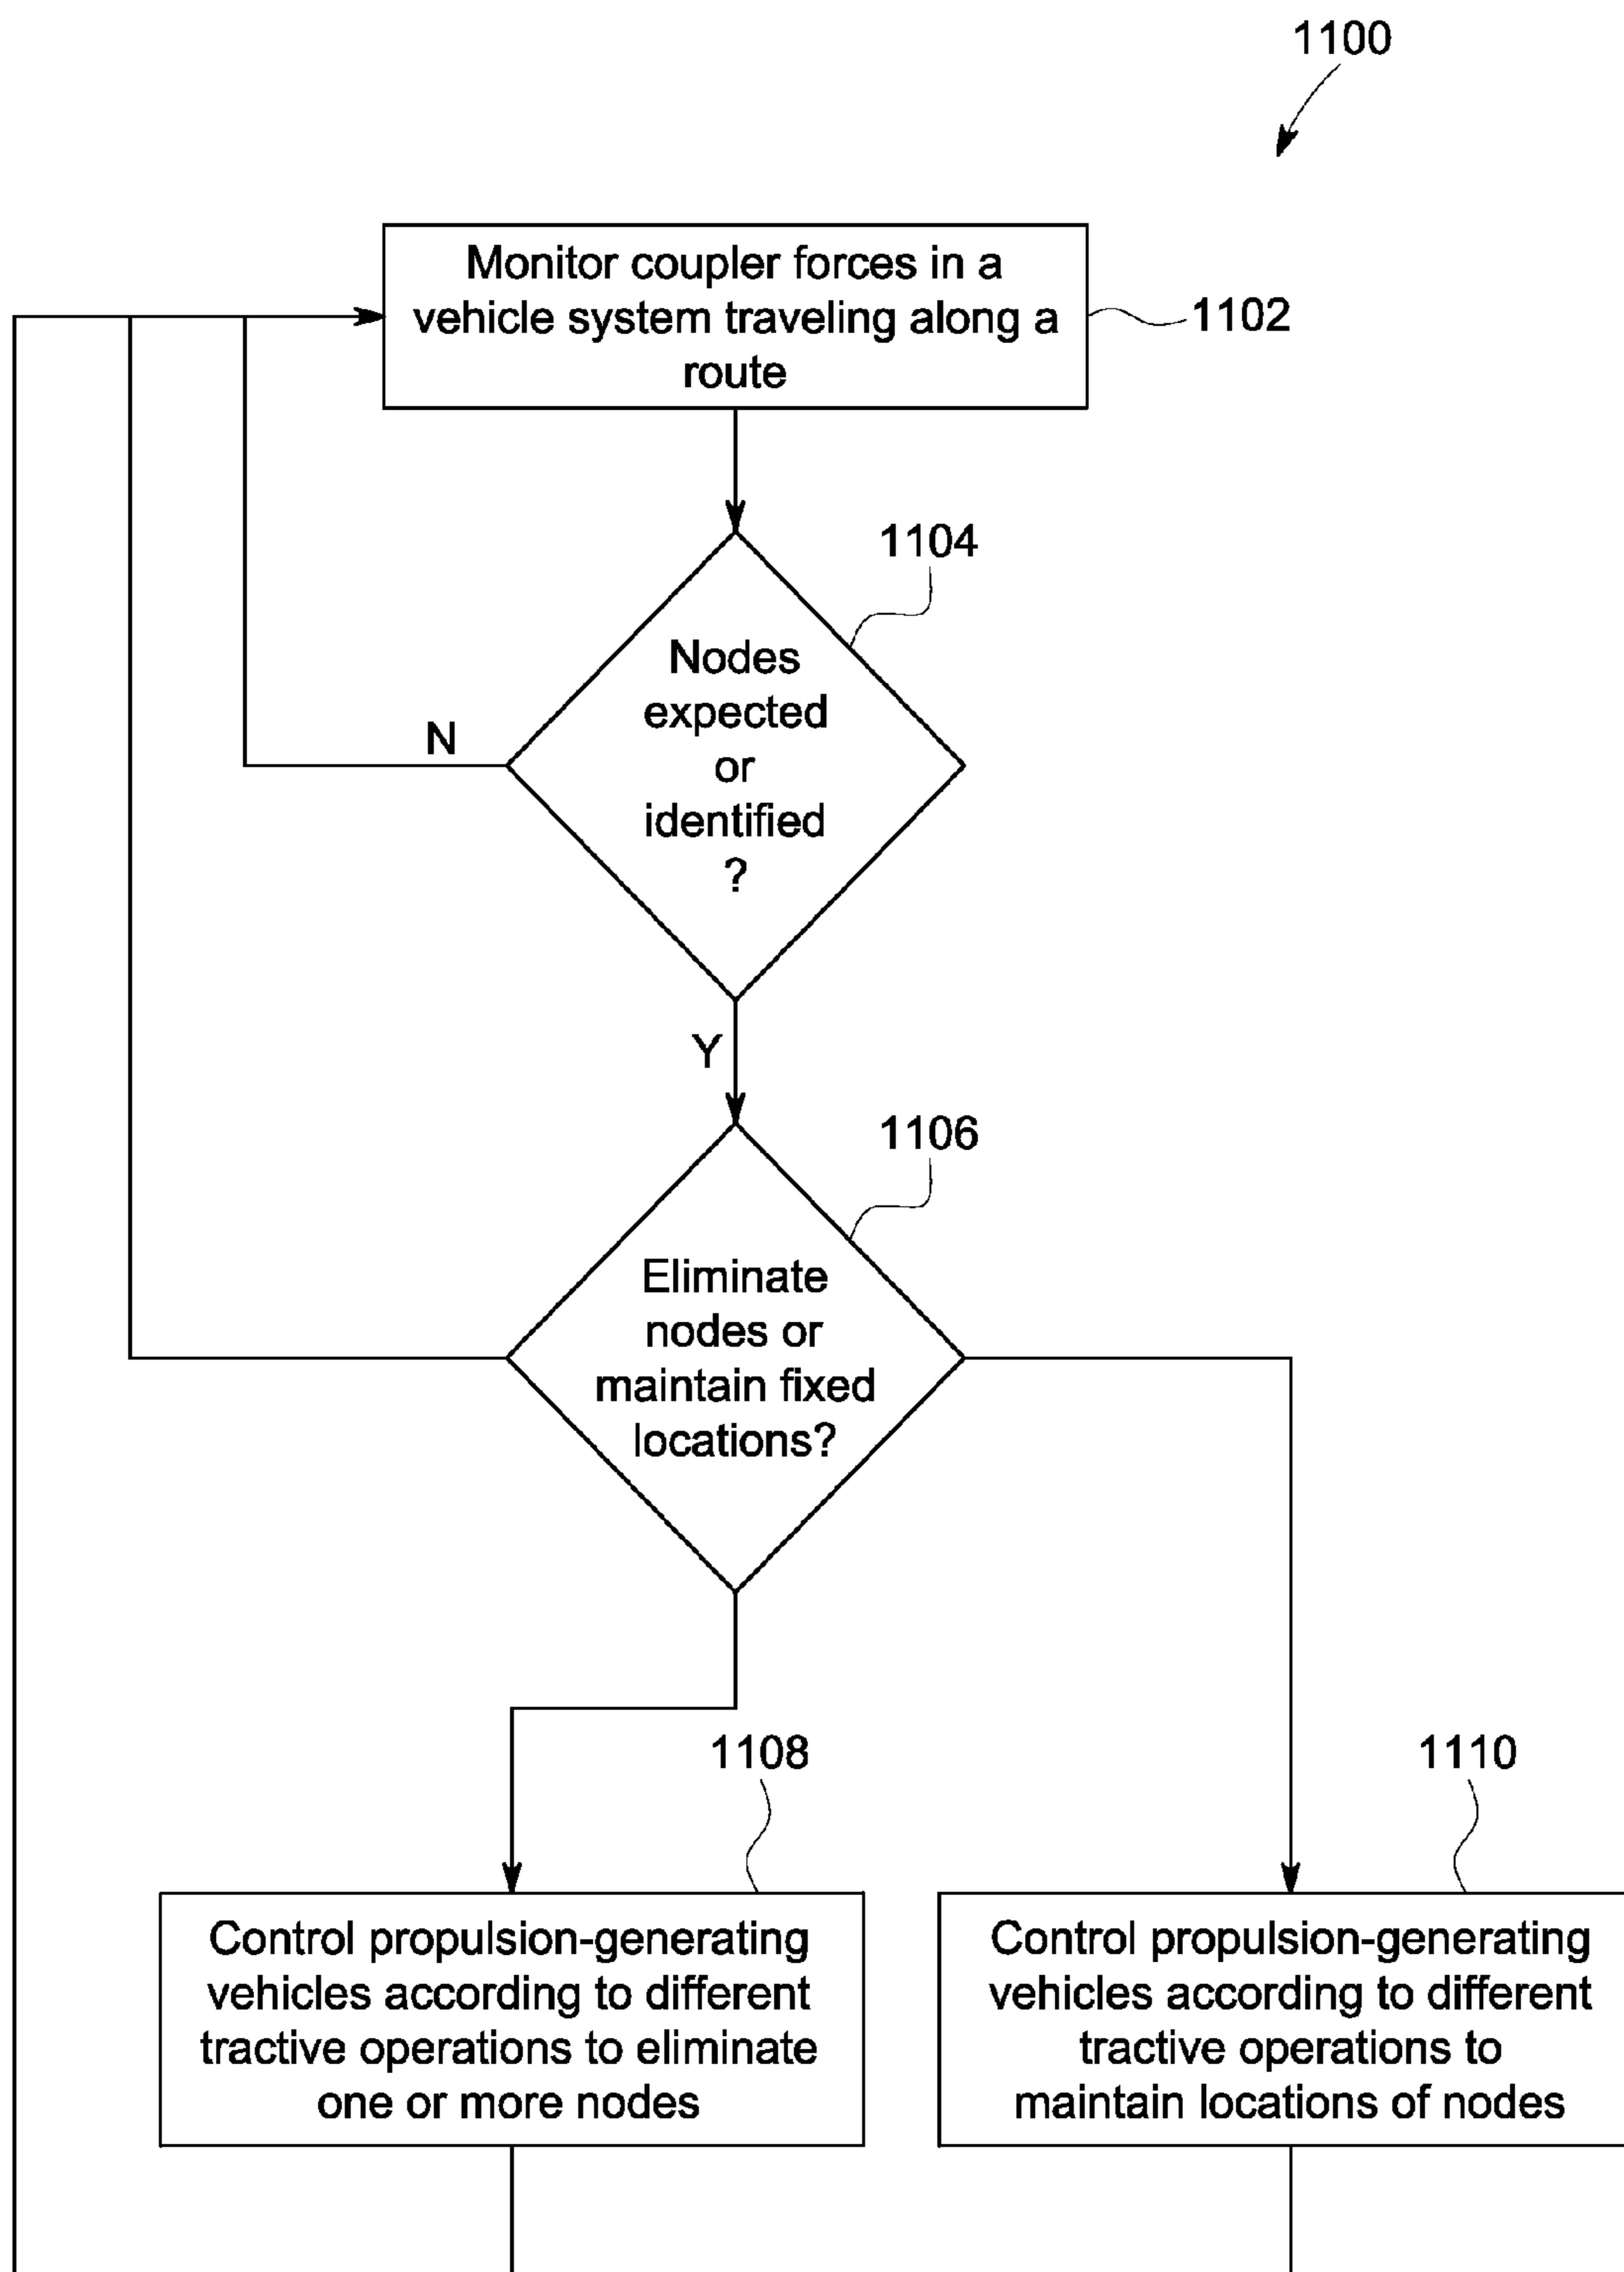 1100
Monitor coupler forces in a
vehicle system traveling along a
route
1102
1104
Nodes
expected
or
identified
?
N
Y
1106
Eliminate
nodes or
maintain fixed
locations?
1108
1110
Control propulsion-generating
vehicles according to different
tractive operations to eliminate
one or more nodes
Control propulsion-generating
vehicles according to different
tractive operations to
maintain locations of nodes